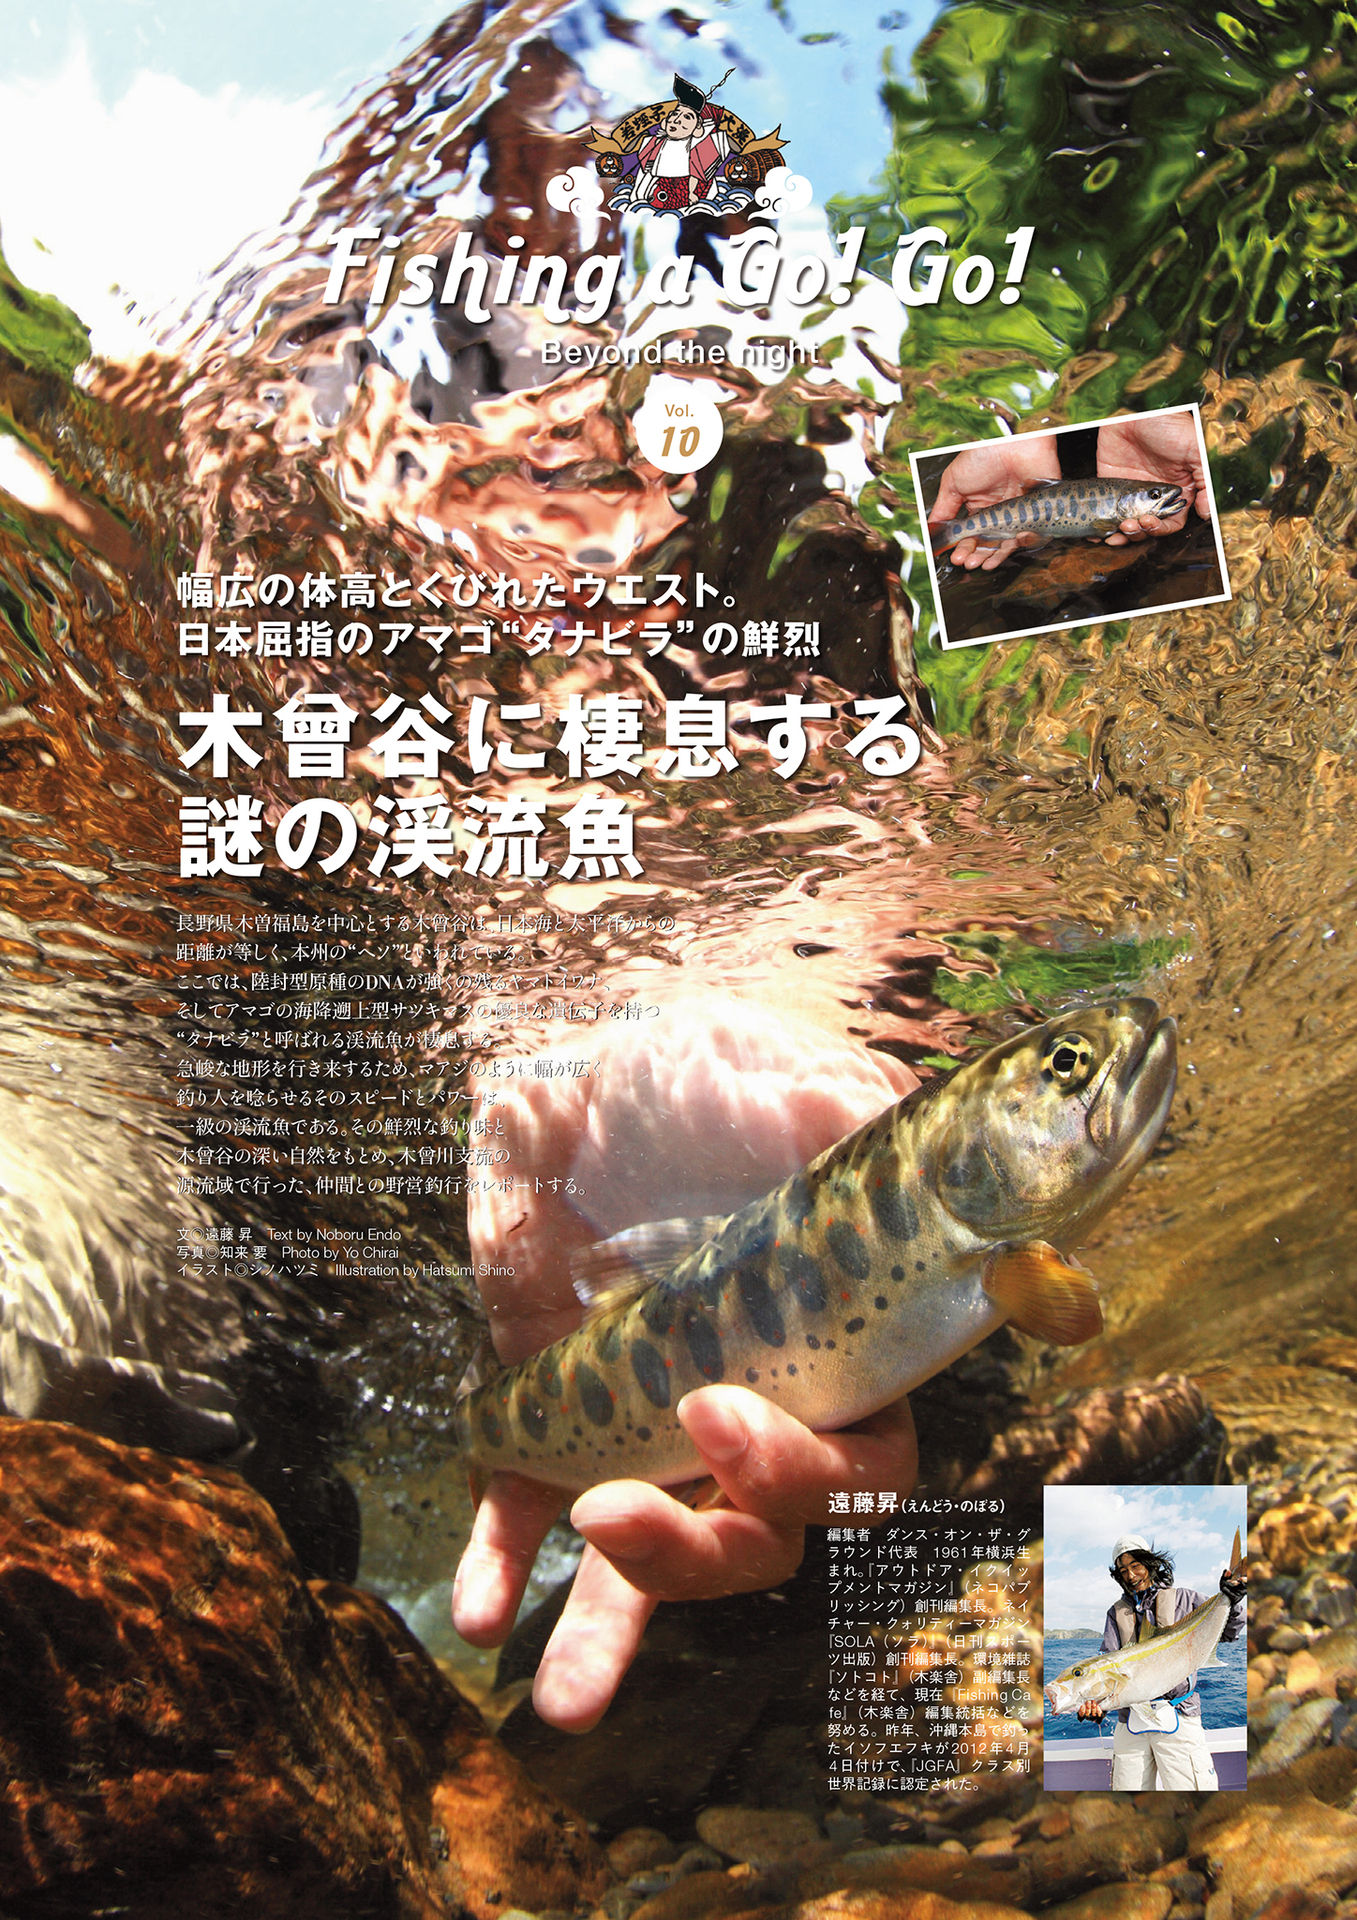 若蛭子
大漁
Fishing a Go! Go!
Beyond the night
Vol.
10
幅広の体高とくびれたウエスト。
日本屈指のアマゴ“タナビラ”の鮮烈
木曾谷に棲息する
謎の渓流魚
長野県木曽福島を中心とする木曾谷は、日本海と太平洋からの
距離が等しく、本州の“ヘソ”といわれている。
ここでは、陸封型原種のDNAが強くの残るヤマトイワナ、
そしてアマゴの海降遡上型サツキマスの優良な遺伝子を持つ
“タナビラ”と呼ばれる渓流魚が棲息する。
急峻な地形を行き来するため、マアジのように幅が広く
釣り人を唸らせるそのスピードとパワーは、
一級の渓流魚である。その鮮烈な釣り味と
木曾谷の深い自然をもとめ、木曾川支流の
源流域で行った、仲間との野営釣行をレポートする。
文◎遠藤 昇　Text by Noboru Endo
写真◎知来 要　Photo by Yo Chirai
イラスト◎シノハツミ　Illustration by Hatsumi Shino
遠藤昇（えんどう・のぼる）
編集者　ダンス・オン・ザ・グ
ラウンド代表　1961年横浜生
まれ。『アウトドア・イクイッ
プメントマガジン』（ネコパブ
リッシング）創刊編集長。ネイ
チャー・クォリティーマガジン
『SOLA（ソラ）』（日刊スポー
ツ出版）創刊編集長。環境雑誌
『ソトコト』（木楽舎）副編集長
などを経て、現在『Fishing Ca
fe』（木楽舎）編集統括などを
努める。昨年、沖縄本島で釣っ
たイソフエフキが2012年4月
4日付けで、『JGFA』クラス別
世界記録に認定された。